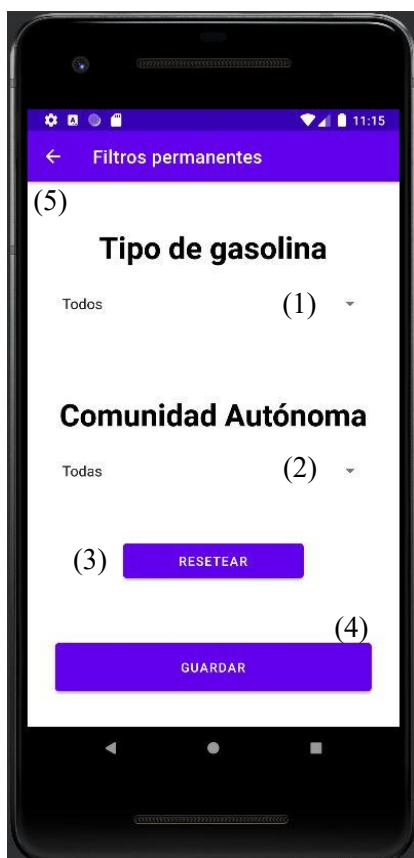 11:15
Filtros permanentes
(5)
Tipo de gasolina
Todos (1)
Comunidad Autónoma
Todas (2)
(3) RESETEAR
(4)
GUARDAR